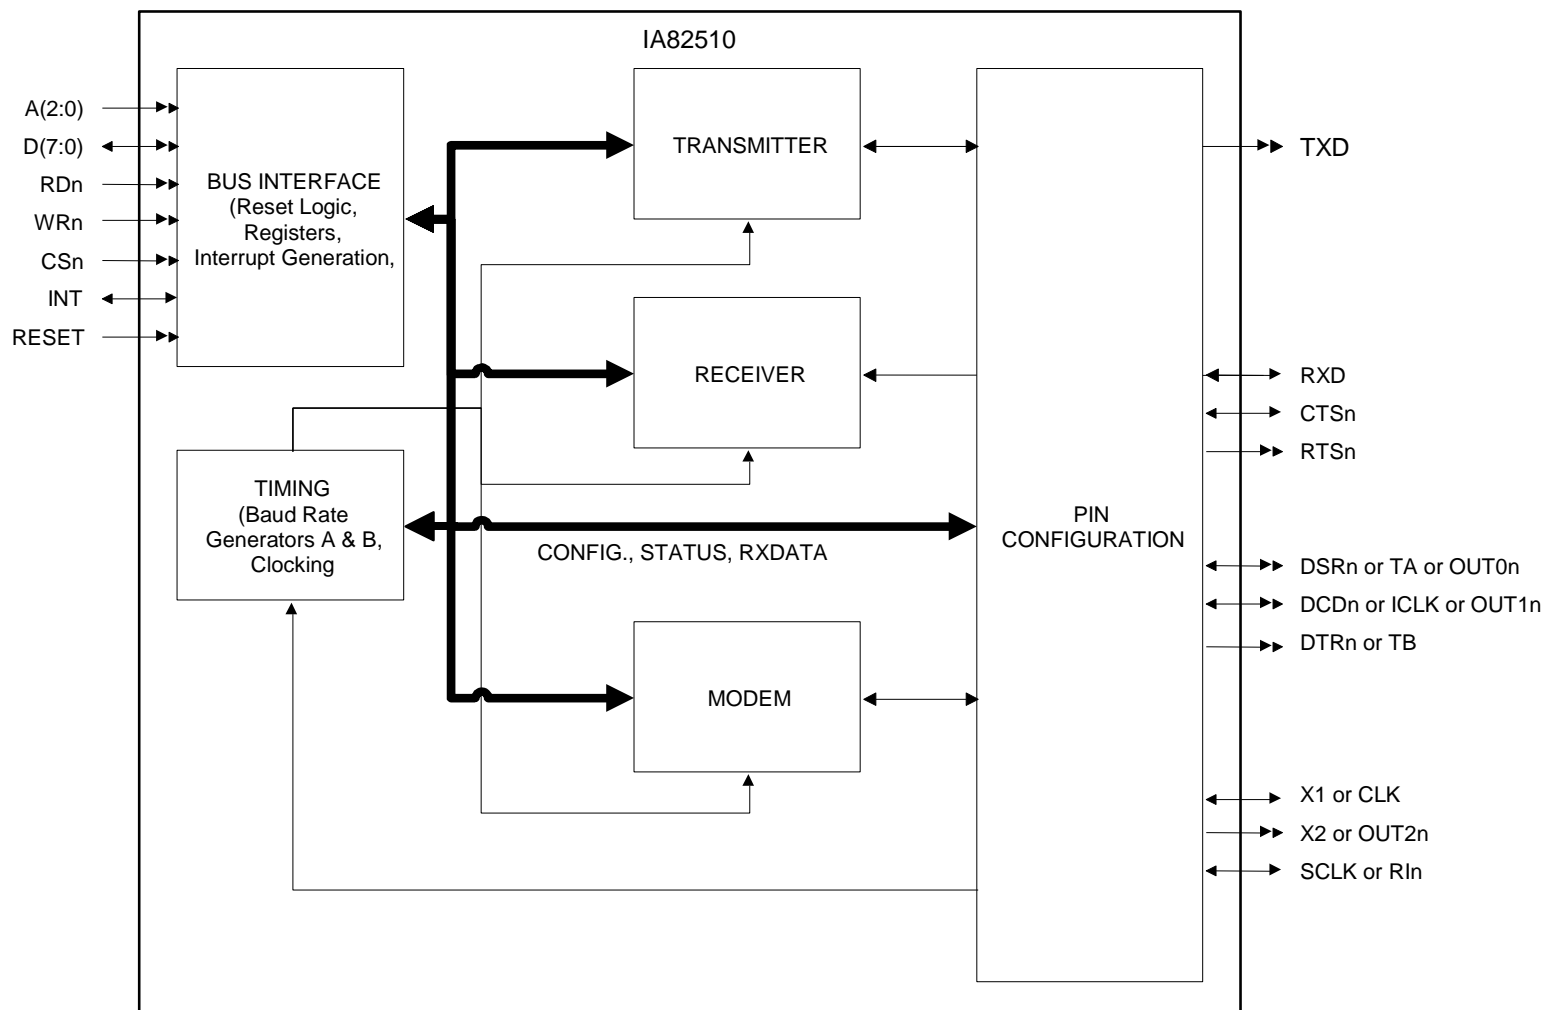 IA82510
A(2:0)
D(7:0)
RDn
WRn
CSn
INT
RESET
BUS INTERFACE
(Reset Logic,
Registers,
Interrupt Generation,
TIMING
(Baud Rate
Generators A & B,
Clocking
TRANSMITTER
RECEIVER
CONFIG., STATUS, RXDATA
MODEM
PIN
CONFIGURATION
TXD
RXD
CTSn
RTSn
DSRn or TA or OUT0n
DCDn or ICLK or OUT1n
DTRn or TB
X1 or CLK
X2 or OUT2n
SCLK or RIn